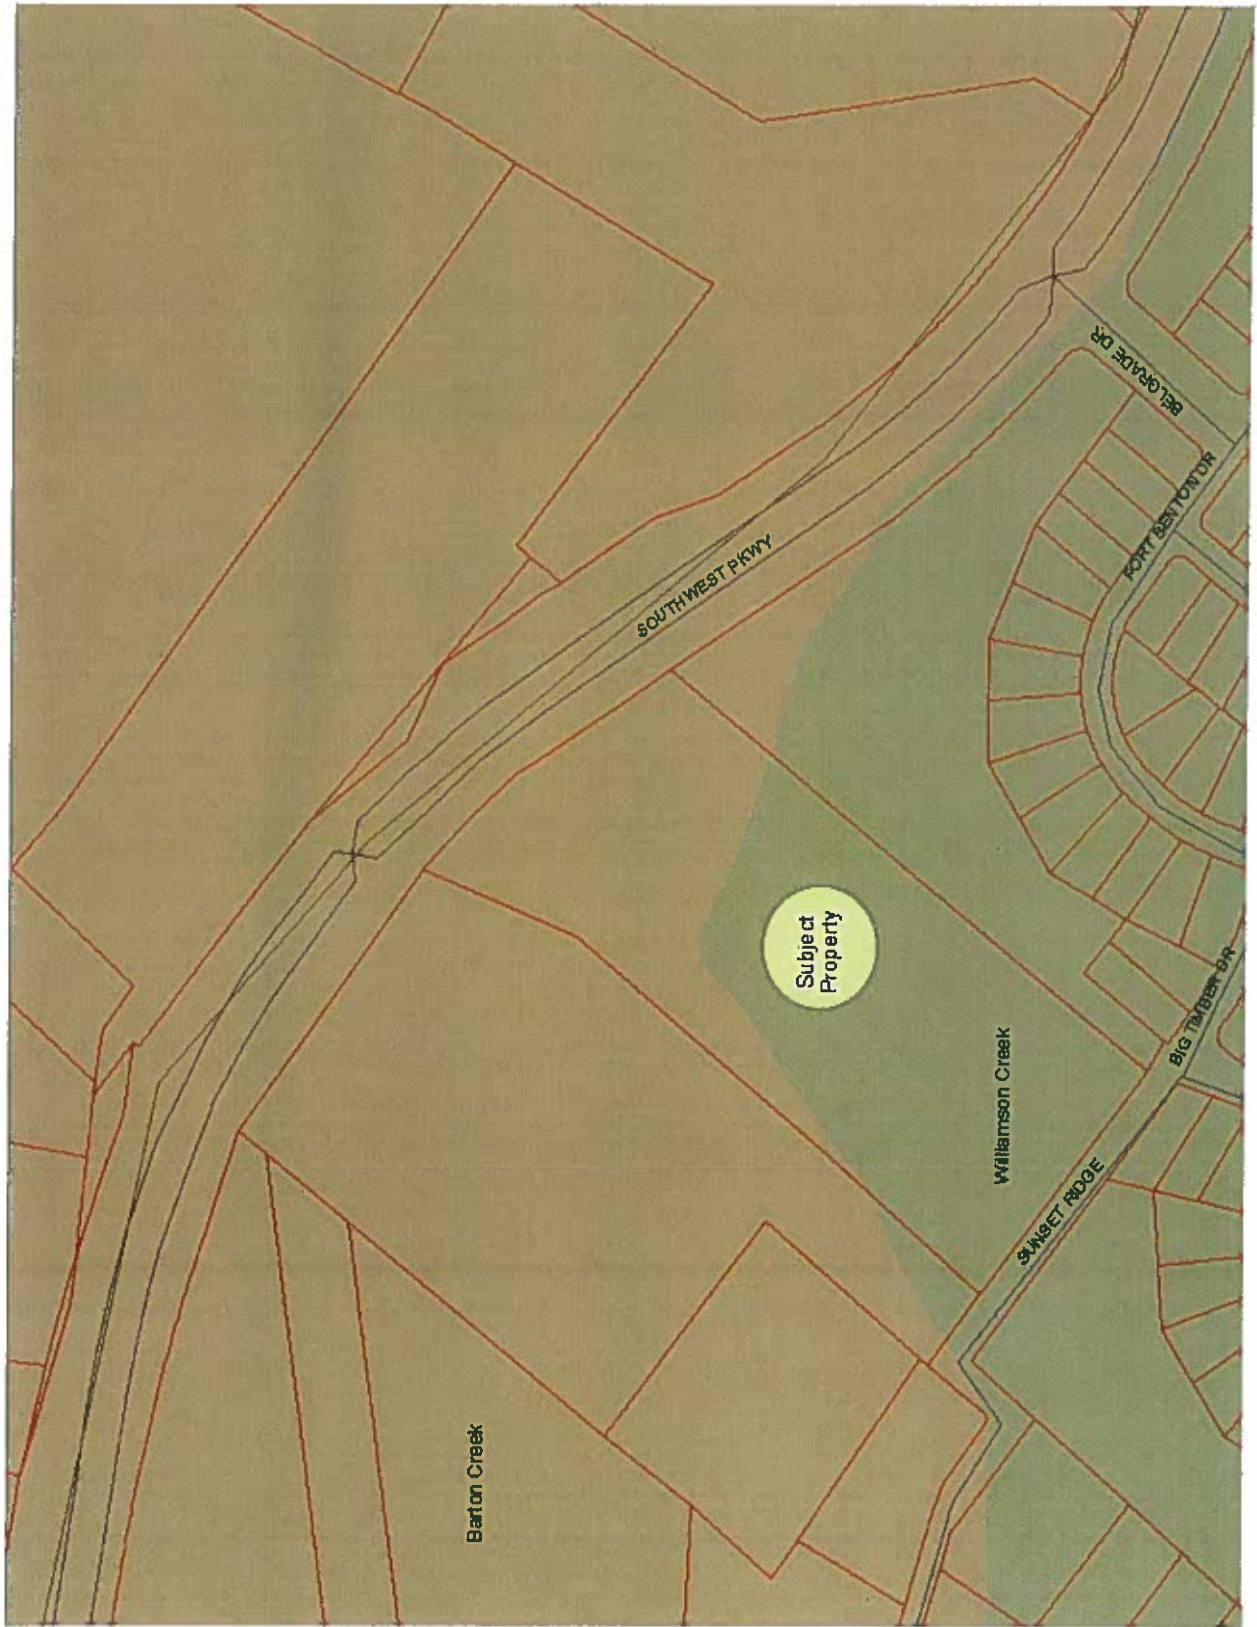 Barton Creek
SOUTHWEST PKWY
Subject
Property
Williamson Creek
SUNSET RIDGE
BIG TIMBER DR
FORT BENTON DR
BELGRADE DR